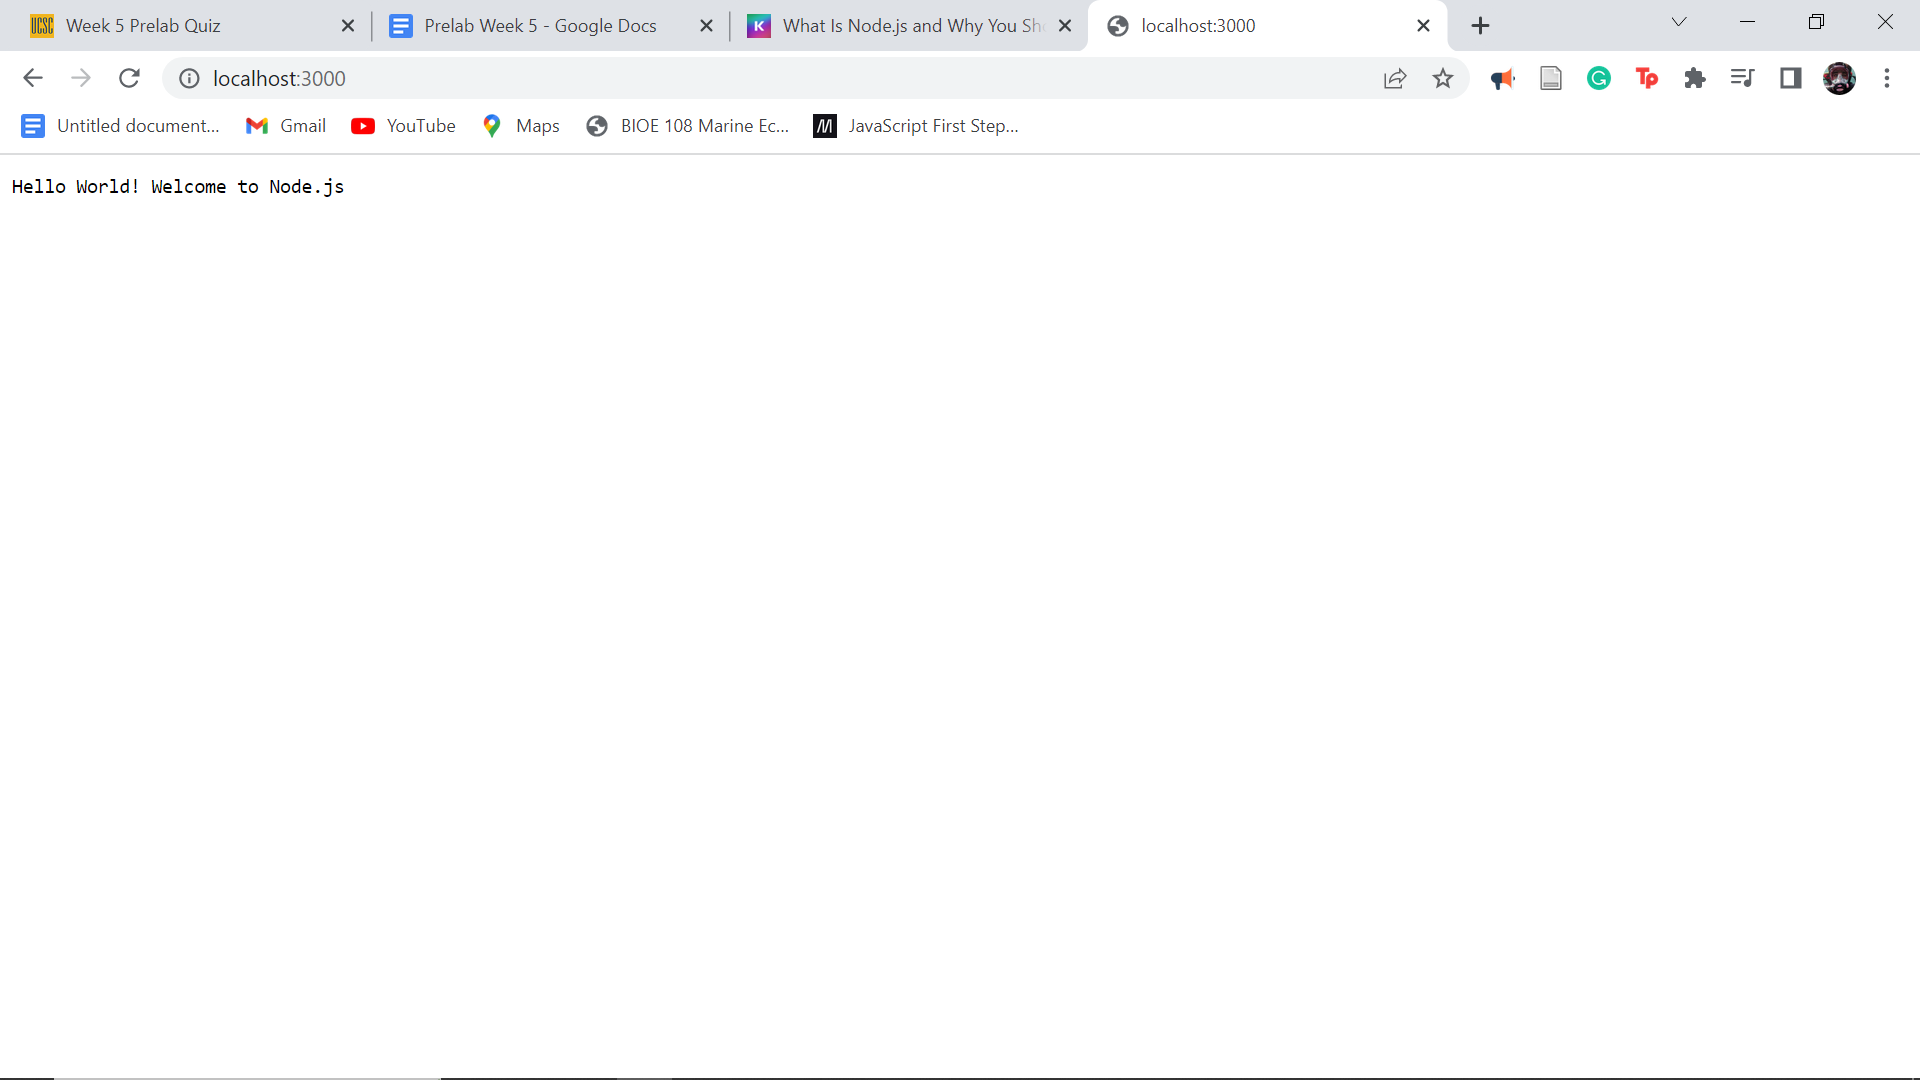 UCSC Week 5 Prelab Quiz
Prelab Week 5 - Google Docs
K What Is Node.js and Why You Sho
localhost:3000
localhost:3000
G Tp
Untitled document...
Gmail
YouTube
Maps
BIOE 108 Marine Ec...
M JavaScript First Step...
Hello World! Welcome to Node.js